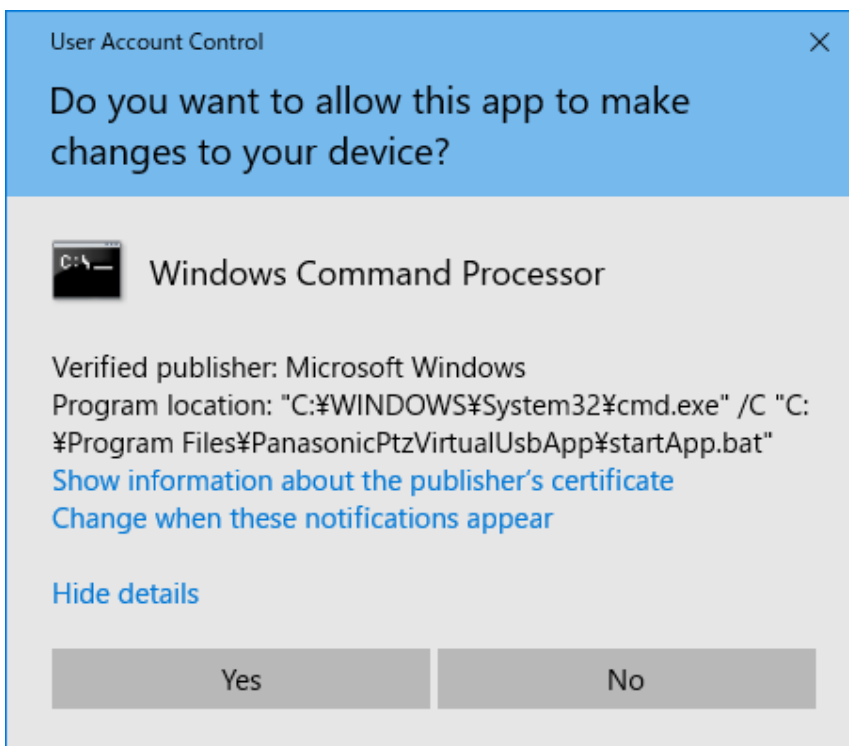 User Account Control
Do you want to allow this app to make
changes to your device?
C:\_
Windows Command Processor
Verified publisher: Microsoft Windows
Program location: "C:¥WINDOWS¥System32¥cmd.exe" /C "C:
¥Program Files¥PanasonicPtzVirtualUsbApp¥startApp.bat"
Show information about the publisher's certificate
Change when these notifications appear
Hide details
Yes
No